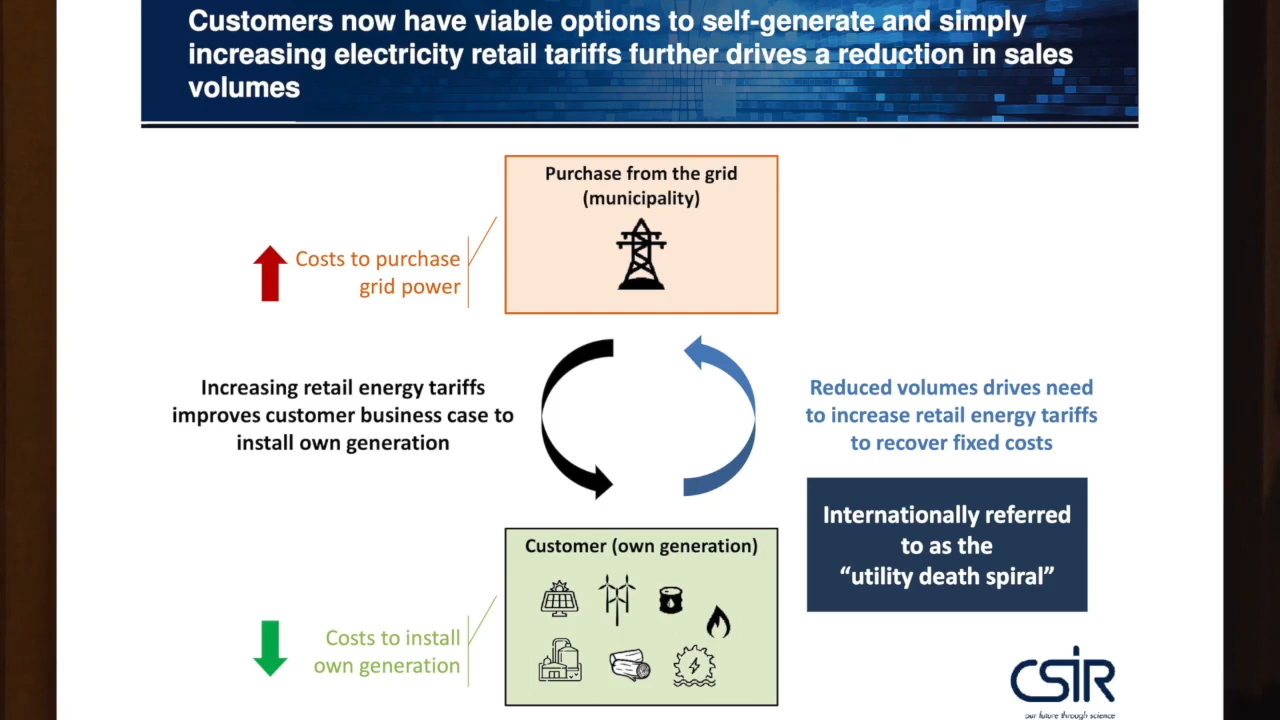 Customers now have viable options to self-generate and simply
increasing electricity retail tariffs further drives a reduction in sales
volumes
Purchase from the grid
(municipality)
Costs to purchase
grid power
Increasing retail energy tariffs
improves customer business case to
install own generation
Reduced volumes drives need
to increase retail energy tariffs
to recover fixed costs
Internationally referred
to as the
“utility death spiral”
Customer (own generation)
Costs to install
own generation
CSIR
our future through science